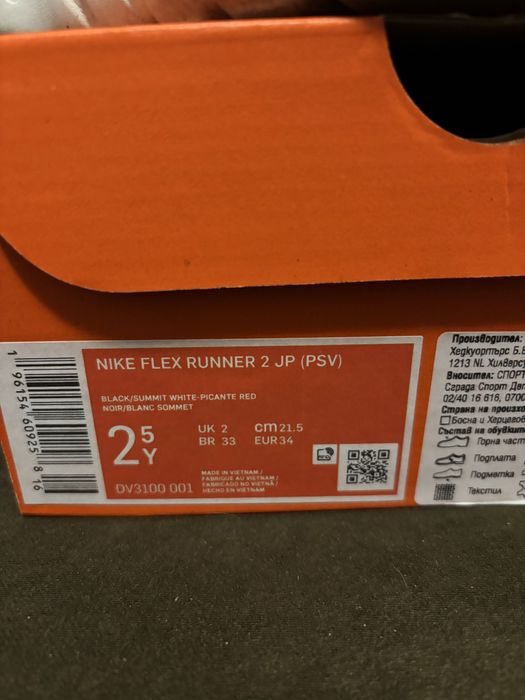 NIKE FLEX RUNNER 2 JP (PSV)
BLACK/SUMMIT WHITE-PICANTE RED
NOIR/BLANC SOMMET
2 5 Y
UK 2
cm 21.5
BR 33
EUR 34
DV3100 001
MADE IN VIETNAM /
FABRIQUE AU VIETNAM /
FABRICADO NO VIETNÃ /
HECHO EN VIETNAM
1 96154 60925 8 16
Производител:
Хедкуортърс Б.В
1213 NL Хилверсу
Вносител: СПОРТ
Сграда Спорт Деп
02/40 16 616, 0700
Страна на произхо
Босна и Херцегов
Състав на обувкит
Горна част
Подплата
Подметка
Текстил